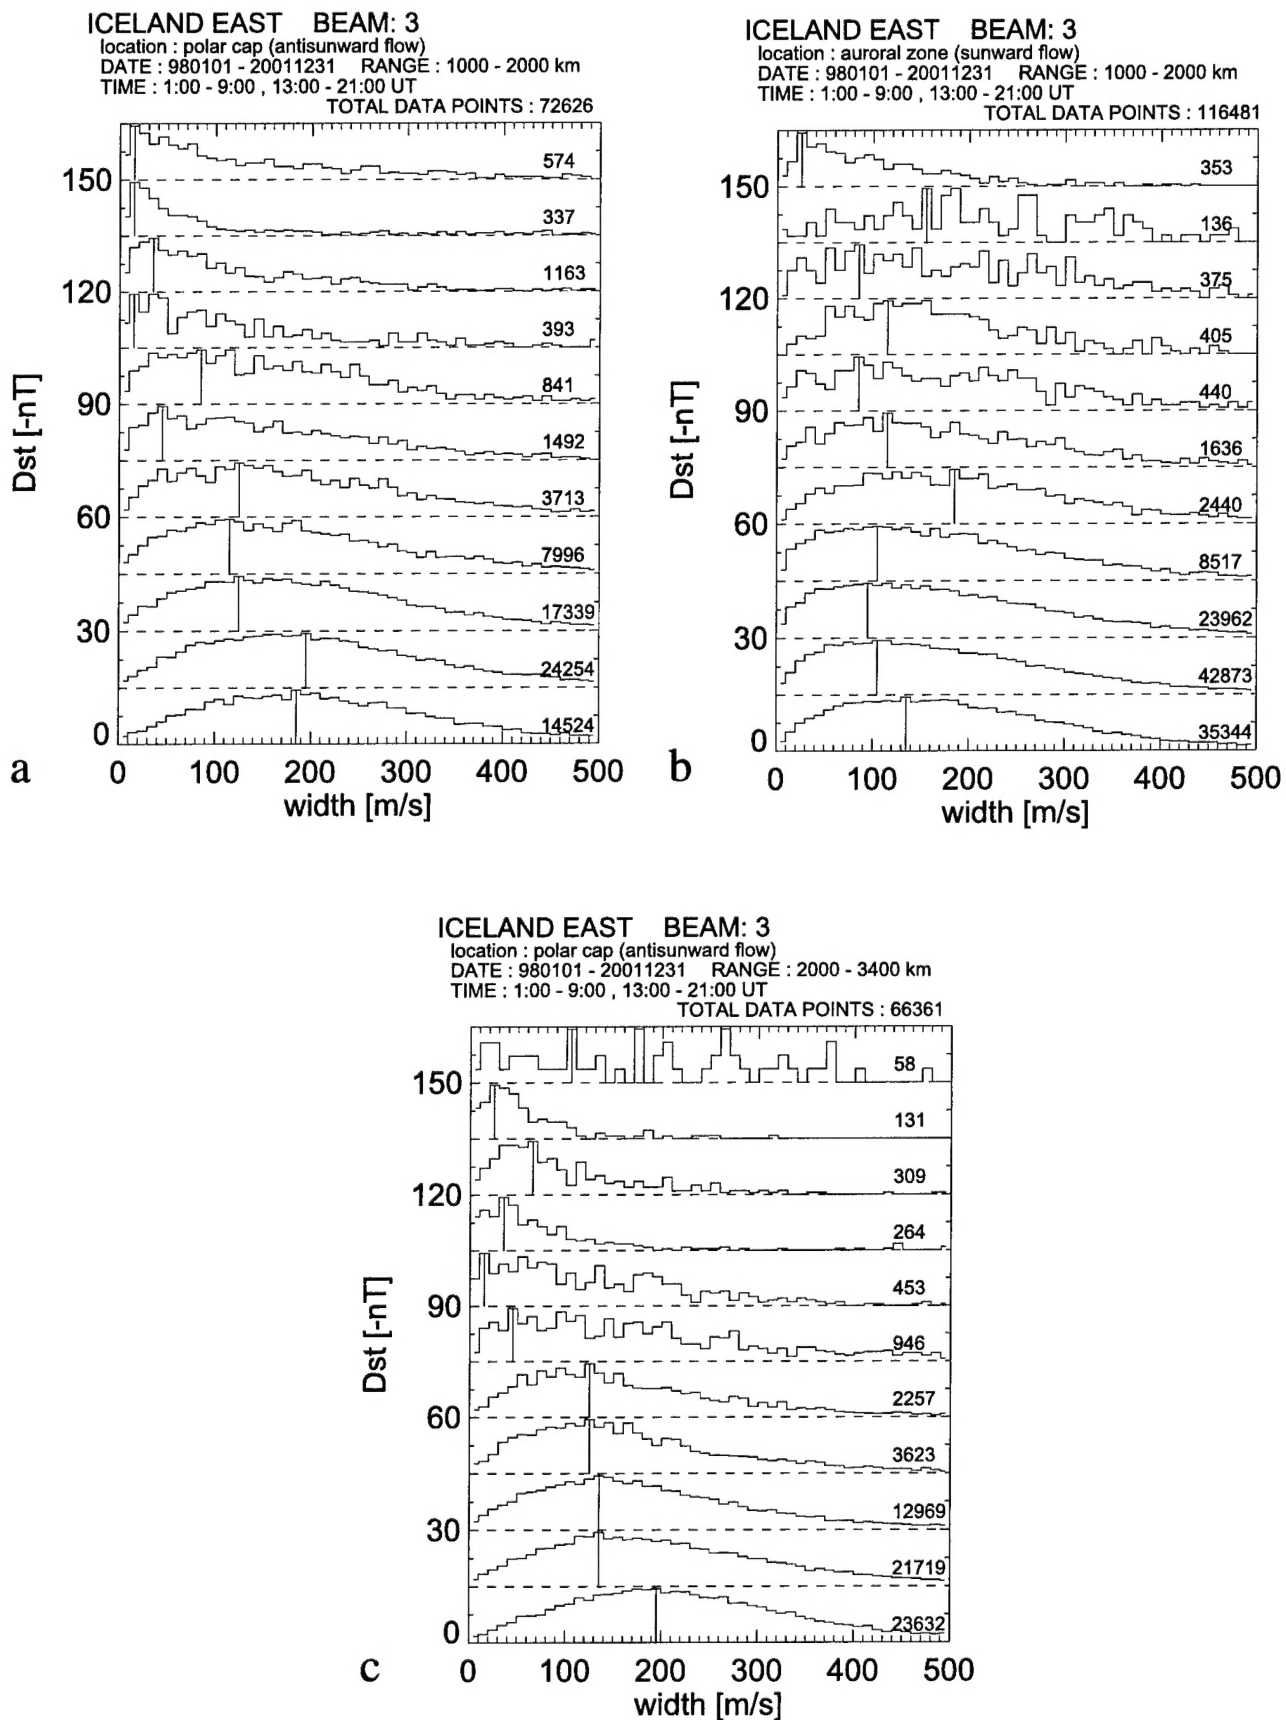 ICELAND EAST BEAM: 3
location : polar cap (antisunward flow)
DATE : 980101 - 20011231 RANGE : 1000 - 2000 km
TIME : 1:00 - 9:00 , 13:00 - 21:00 UT
TOTAL DATA POINTS : 72626
574
150
337
1163
120
393
841
90
1492
3713
60
7996
17339
30
24254
14524
0
Dst [-nT]
0 100 200 300 400 500
width [m/s]
a
ICELAND EAST BEAM: 3
location : auroral zone (sunward flow)
DATE : 980101 - 20011231 RANGE : 1000 - 2000 km
TIME : 1:00 - 9:00 , 13:00 - 21:00 UT
TOTAL DATA POINTS : 116481
353
150
136
375
120
405
440
90
1636
2440
60
8517
23962
30
42873
35344
0
Dst [-nT]
0 100 200 300 400 500
width [m/s]
b
ICELAND EAST BEAM: 3
location : polar cap (antisunward flow)
DATE : 980101 - 20011231 RANGE : 2000 - 3400 km
TIME : 1:00 - 9:00 , 13:00 - 21:00 UT
TOTAL DATA POINTS : 66361
58
150
131
309
120
264
453
90
946
2257
60
3623
12969
30
21719
23632
0
Dst [-nT]
0 100 200 300 400 500
width [m/s]
c